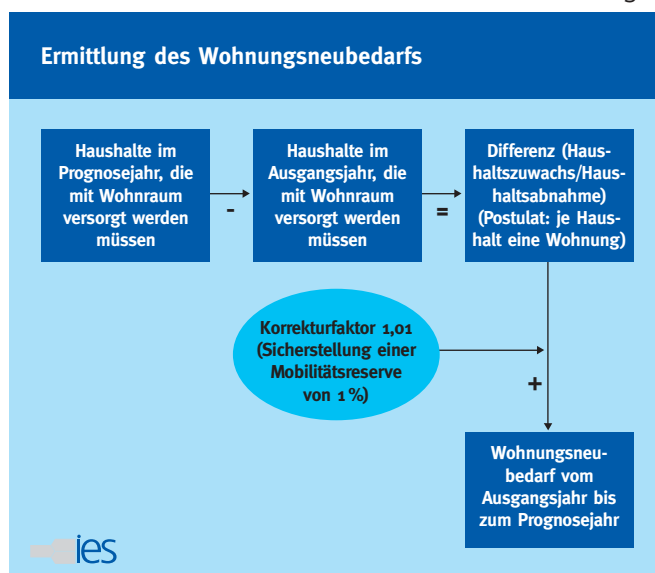 Ermittlung des Wohnungsneubedarfs
Haushalte im
Prognosejahr, die
mit Wohnraum
versorgt werden
müssen
-
Haushalte im
Ausgangsjahr, die
mit Wohnraum
versorgt werden
müssen
=
Differenz (Haus-
haltszuwachs/Haus-
haltsabnahme)
(Postulat: je Haus-
halt eine Wohnung)
Korrekturfaktor 1,01
(Sicherstellung einer
Mobilitätsreserve
von 1 %)
+
Wohnungsneu-
bedarf vom
Ausgangsjahr bis
zum Prognosejahr
ies